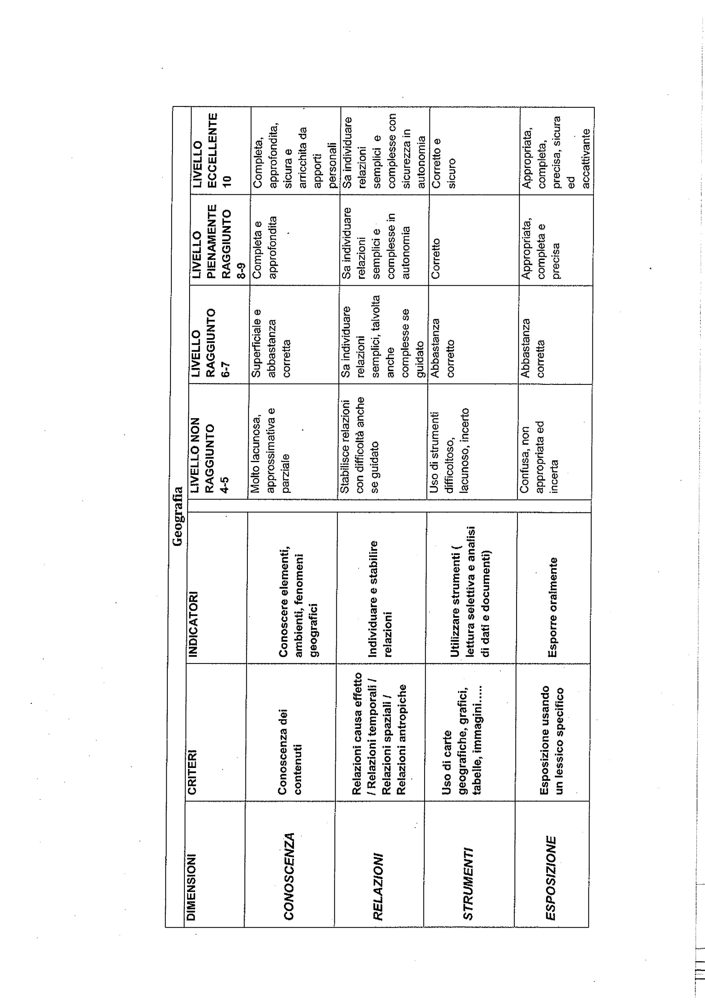 Geografia
DIMENSIONI
CRITERI
INDICATORI
LIVELLO NON
RAGGIUNTO
4-5
LIVELLO
RAGGIUNTO
6-7
LIVELLO
PIENAMENTE
RAGGIUNTO
8-9
LIVELLO
ECCELLENTE
10
CONOSCENZA
Conoscenza dei
contenuti
Conoscere elementi,
ambienti, fenomeni
geografici
Molto lacunosa,
approssimativa e
parziale
Superficiale e
abbastanza
corretta
Completa e
approfondita
Completa,
approfondita,
sicura e
arricchita da
apporti
personali
RELAZIONI
Relazioni causa effetto
/ Relazioni temporali /
Relazioni spaziali /
Relazioni antropiche
Individuare e stabilire
relazioni
Stabilisce relazioni
con difficoltà anche
se guidato
Sa individuare
relazioni
semplici, talvolta
anche
complesse se
guidato
Sa individuare
relazioni
semplici e
complesse in
autonomia
Sa individuare
relazioni
semplici e
complesse con
sicurezza in
autonomia
STRUMENTI
Uso di carte
geografiche, grafici,
tabelle, immagini.....
Utilizzare strumenti (
lettura selettiva e analisi
di dati e documenti)
Uso di strumenti
difficoltoso,
lacunoso, incerto
Abbastanza
corretto
Corretto
Corretto e
sicuro
ESPOSIZIONE
Esposizione usando
un lessico specifico
Esporre oralmente
Confusa, non
appropriata ed
incerta
Abbastanza
corretta
Appropriata,
completa e
precisa
Appropriata,
completa,
precisa, sicura
ed
accattivante